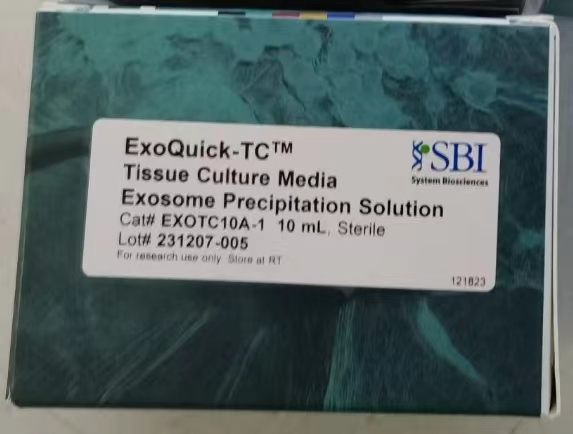 ExoQuick-TC™
Tissue Culture Media
Exosome Precipitation Solution
Cat# EXOTC10A-1 10 mL, Sterile
Lot# 231207-005
For research use only Store at RT
SBI
System Biosciences
121823